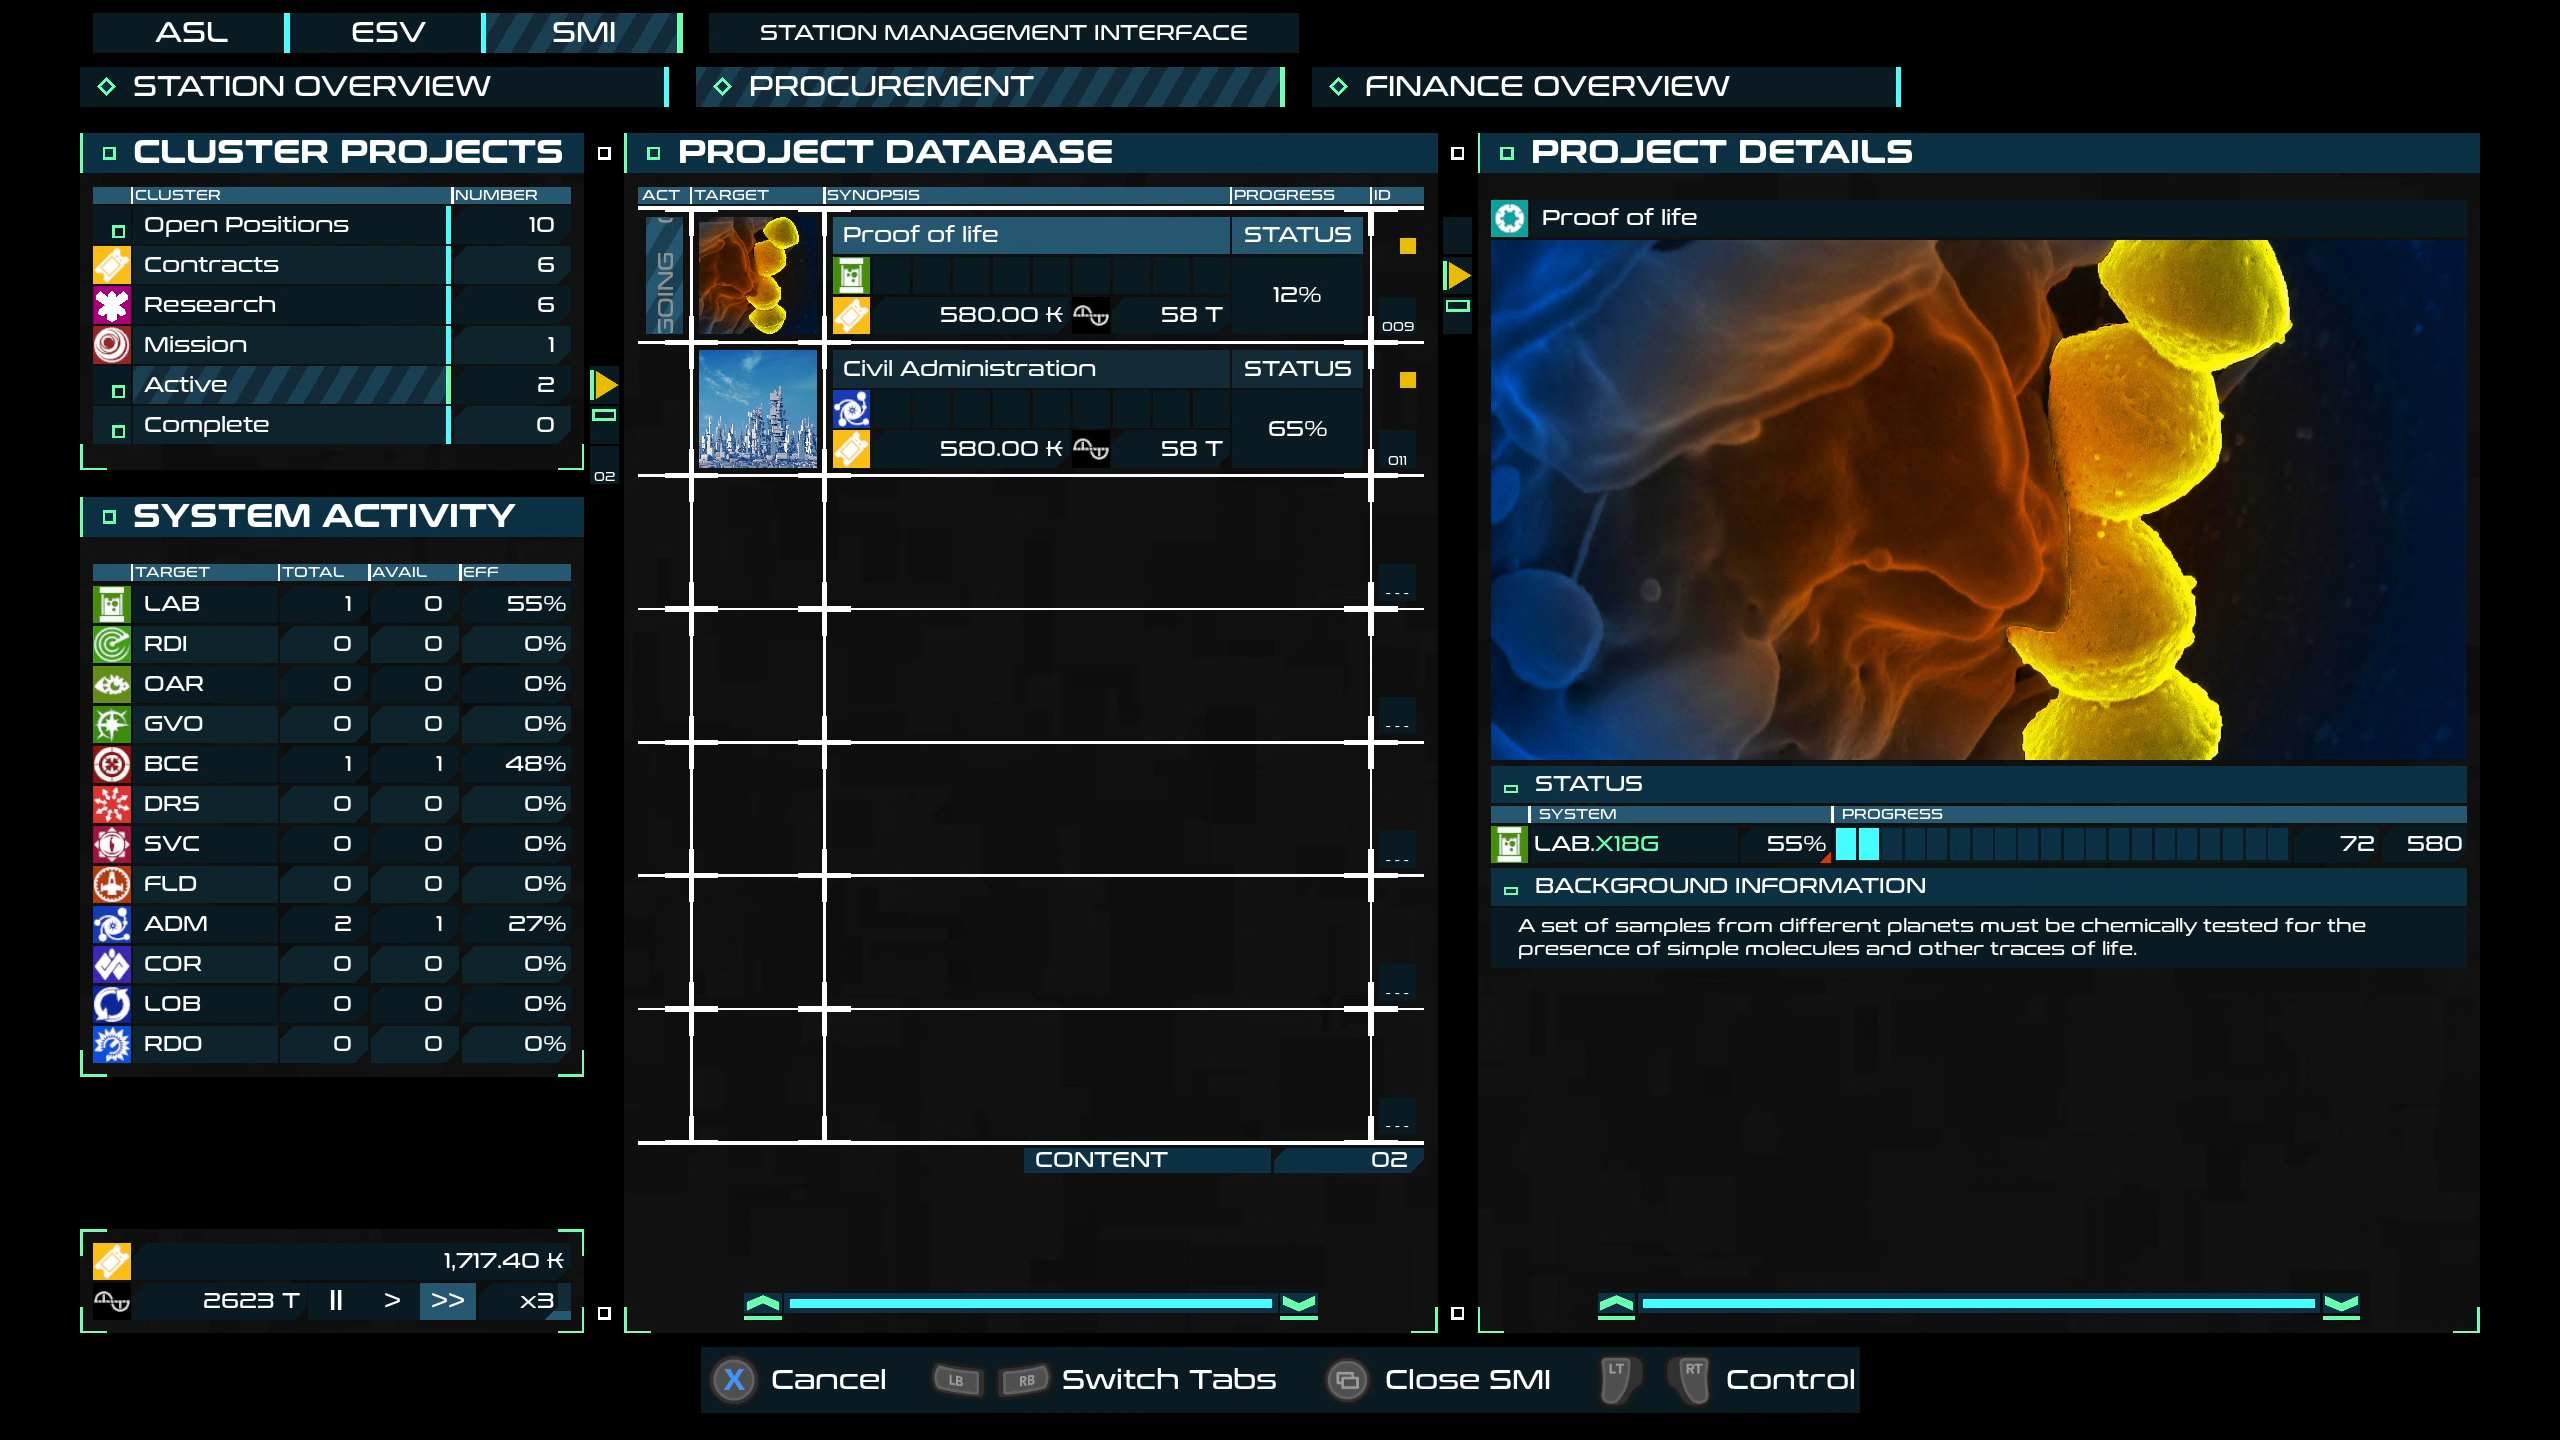 ASL ESV SMI STATION MANAGEMENT INTERFACE
STATION OVERVIEW PROCUREMENT FINANCE OVERVIEW
CLUSTER PROJECTS
CLUSTER NUMBER
Open Positions 10
Contracts 6
Research 6
Mission 1
Active 2
Complete 0
02
SYSTEM ACTIVITY
TARGET TOTAL AVAIL EFF
LAB 1 0 55%
RDI 0 0 0%
OAR 0 0 0%
GVO 0 0 0%
BCE 1 1 48%
DRS 0 0 0%
SVC 0 0 0%
FLD 0 0 0%
ADM 2 1 27%
COR 0 0 0%
LOB 0 0 0%
RDO 0 0 0%
1,717.40 K
2623 T || > >> x3
PROJECT DATABASE
ACT TARGET SYNOPSIS PROGRESS ID
GOING
Proof of life STATUS
12%
580.00 K 58 T
009
Civil Administration STATUS
65%
580.00 K 58 T
011
---
---
---
---
---
CONTENT 02
PROJECT DETAILS
Proof of life
STATUS
SYSTEM PROGRESS
LAB.X18G 55% 72 580
BACKGROUND INFORMATION
A set of samples from different planets must be chemically tested for the
presence of simple molecules and other traces of life.
X Cancel LB RB Switch Tabs Close SMI LT RT Control